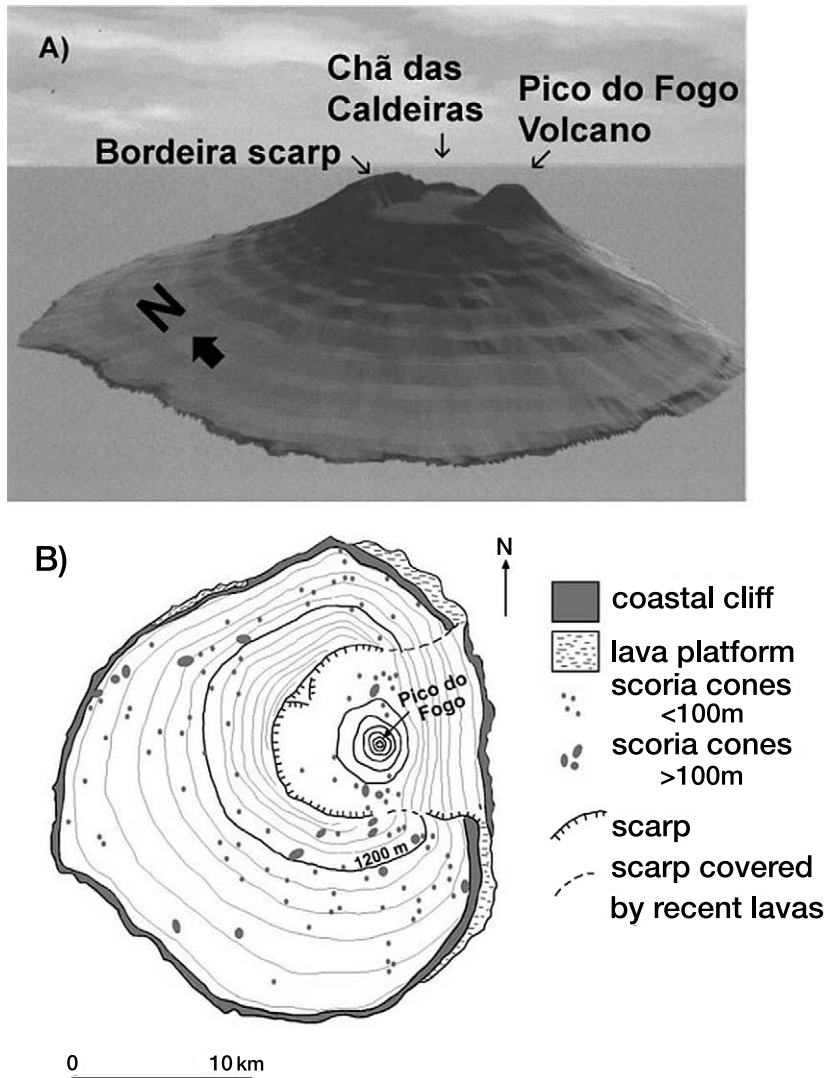 A)
Chã das
Caldeiras
Pico do Fogo
Volcano
Bordeira scarp
N
B)
N
coastal cliff
lava platform
scoria cones
<100m
scoria cones
>100m
scarp
scarp covered
by recent lavas
Pico do
Fogo
1200 m
0 10 km